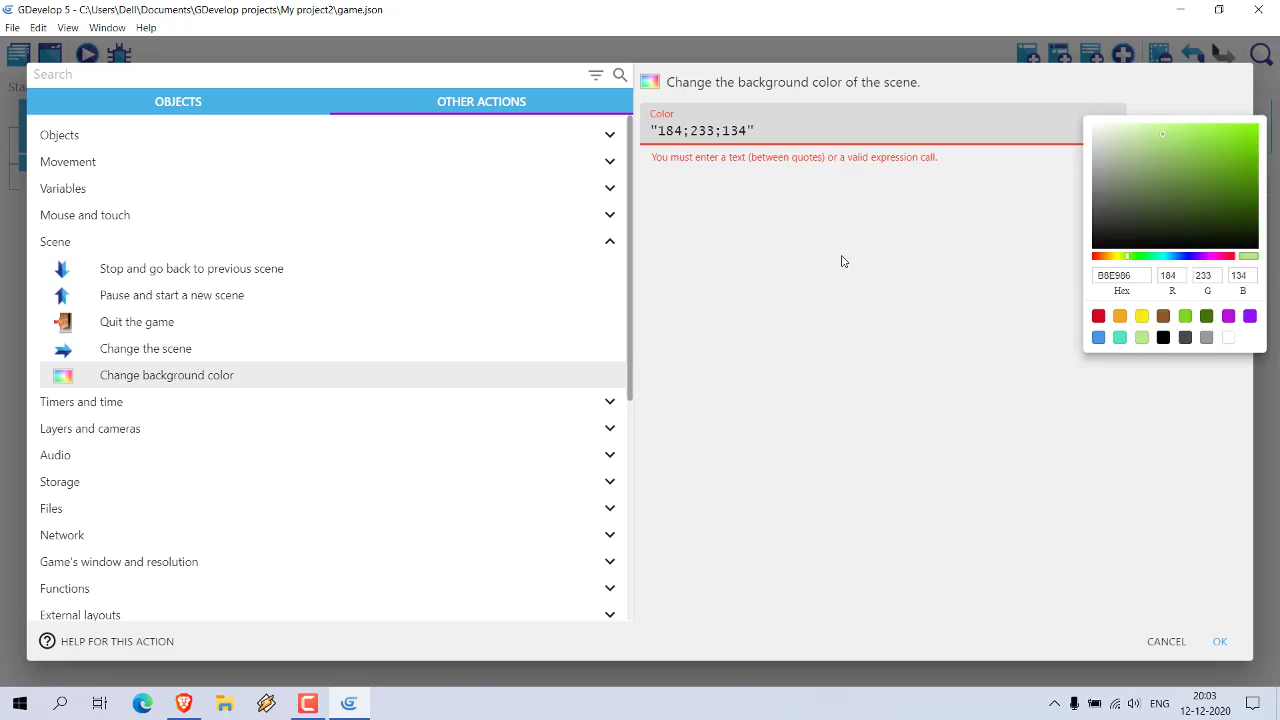 GDevelop 5 - C:\Users\Dell\Documents\GDevelop projects\My project2\game.json
File Edit View Window Help
Search
OBJECTS
OTHER ACTIONS
Objects
Movement
Variables
Mouse and touch
Scene
Stop and go back to previous scene
Pause and start a new scene
Quit the game
Change the scene
Change background color
Timers and time
Layers and cameras
Audio
Storage
Files
Network
Game's window and resolution
Functions
External layouts
HELP FOR THIS ACTION
Change the background color of the scene.
Color
"184;233;134"
You must enter a text (between quotes) or a valid expression call.
B8E986 184 233 134
Hex R G B
CANCEL OK
ENG
20:03
12-12-2020